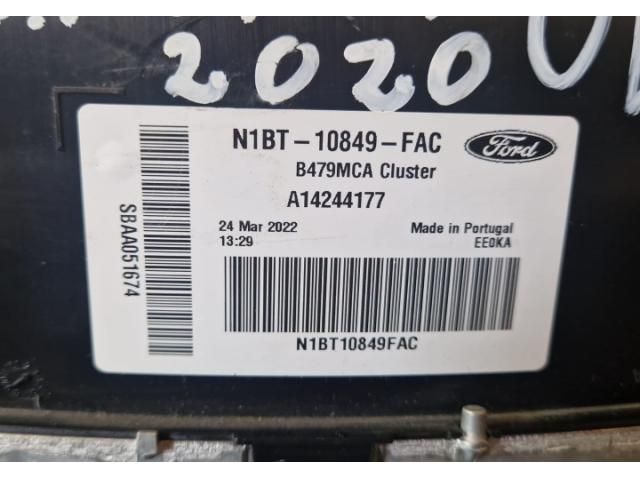 2020
N1BT-10849-FAC
Ford
B479MCA Cluster
A14244177
24 Mar 2022
13:29
Made in Portugal
EE0KA
SBAA051674
N1BT10849FAC